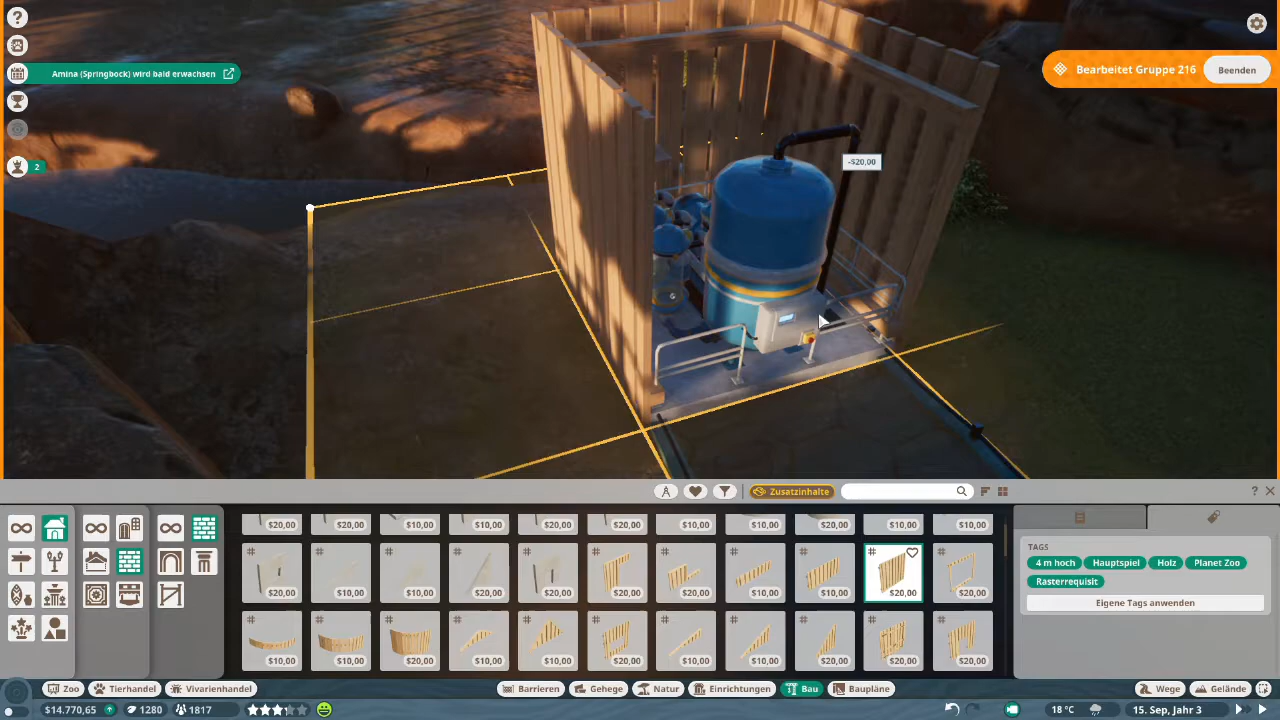 Amina (Springbock) wird bald erwachsen
2
Bearbeitet Gruppe 216
Beenden
-$20,00
Zusatzinhalte
?
$20,00 $20,00 $10,00 $20,00 $20,00 $20,00 $10,00 $10,00 $20,00 $10,00 $20,00
$20,00 $10,00 $10,00 $20,00 $20,00 $20,00 $20,00 $10,00 $10,00 $20,00 $20,00
$10,00 $10,00 $20,00 $10,00 $10,00 $20,00 $10,00 $10,00 $20,00 $20,00 $20,00
TAGS
4 m hoch
Hauptspiel
Holz
Planet Zoo
Rasterrequisit
Eigene Tags anwenden
Zoo
Tierhandel
Vivarienhandel
Barrieren
Gehege
Natur
Einrichtungen
Bau
Baupläne
Wege
Gelände
$14.770,65
1280
1817
18 °C
15. Sep, Jahr 3